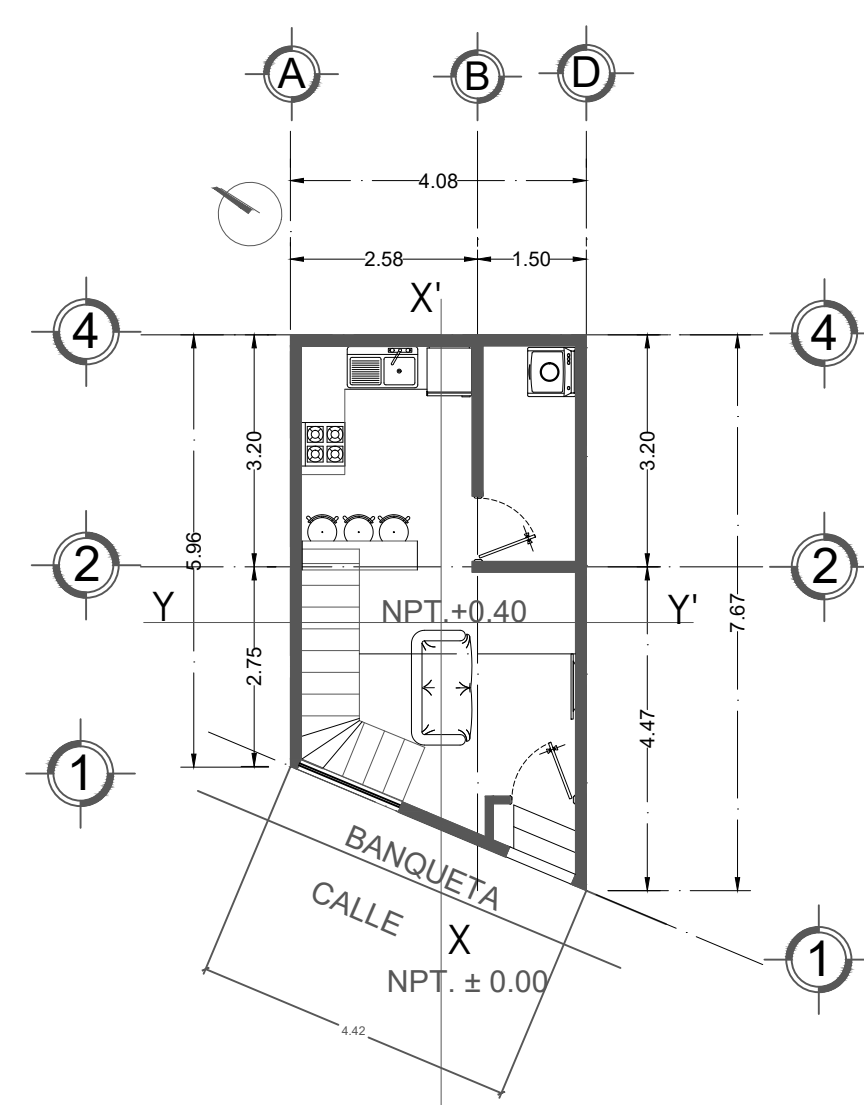 A B D
4.08
2.58 1.50
X'
4 4
3.20 3.20
5.96
2 2
Y NPT.+0.40 Y'
7.67
2.75
4.47
1
BANQUETA
CALLE
X
1
NPT. ± 0.00
4.42